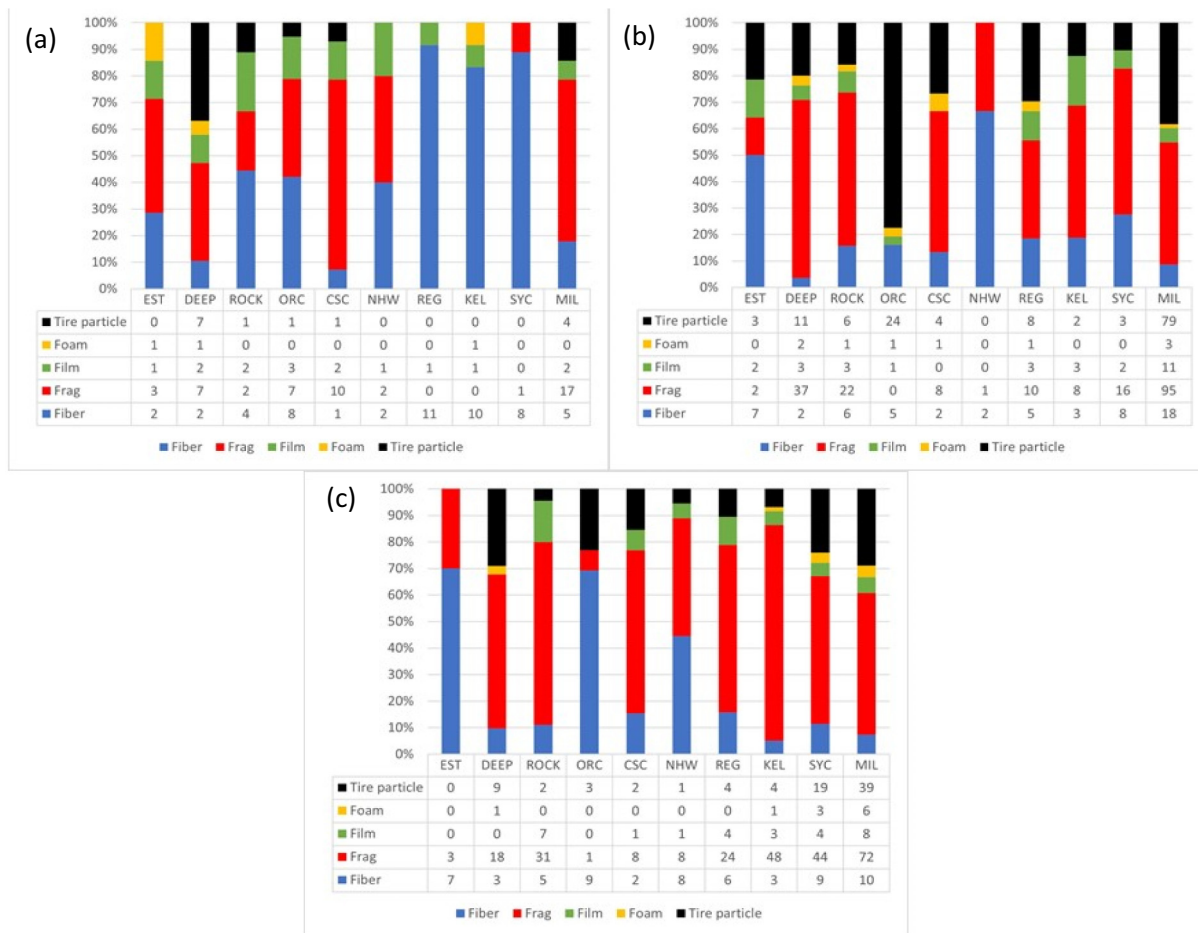 (a)
100%
90%
80%
70%
60%
50%
40%
30%
20%
10%
0%
EST DEEP ROCK ORC CSC NHW REG KEL SYC MIL
Tire particle 0 7 1 1 1 0 0 0 0 4
Foam 1 1 0 0 0 0 0 1 0 0
Film 1 2 2 3 2 1 1 1 0 2
Frag 3 7 2 7 10 2 0 0 1 17
Fiber 2 2 4 8 1 2 11 10 8 5
Fiber Frag Film Foam Tire particle
(b)
100%
90%
80%
70%
60%
50%
40%
30%
20%
10%
0%
EST DEEP ROCK ORC CSC NHW REG KEL SYC MIL
Tire particle 3 11 6 24 4 0 8 2 3 79
Foam 0 2 1 1 1 0 1 0 0 3
Film 2 3 3 1 0 0 3 3 2 11
Frag 2 37 22 0 8 1 10 8 16 95
Fiber 7 2 6 5 2 2 5 3 8 18
Fiber Frag Film Foam Tire particle
(c)
100%
90%
80%
70%
60%
50%
40%
30%
20%
10%
0%
EST DEEP ROCK ORC CSC NHW REG KEL SYC MIL
Tire particle 0 9 2 3 2 1 4 4 19 39
Foam 0 1 0 0 0 0 0 1 3 6
Film 0 0 7 0 1 1 4 3 4 8
Frag 3 18 31 1 8 8 24 48 44 72
Fiber 7 3 5 9 2 8 6 3 9 10
Fiber Frag Film Foam Tire particle